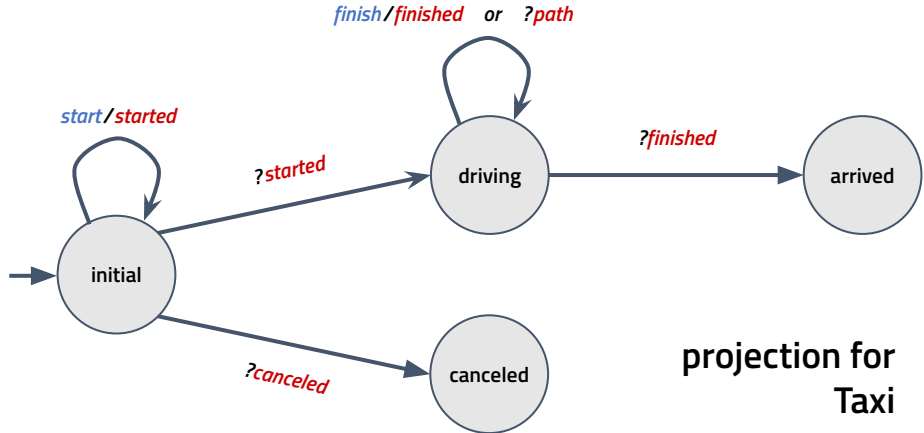 finish/finished or ?path
start/started
?started
?finished
driving
arrived
initial
?canceled
canceled
projection for
Taxi